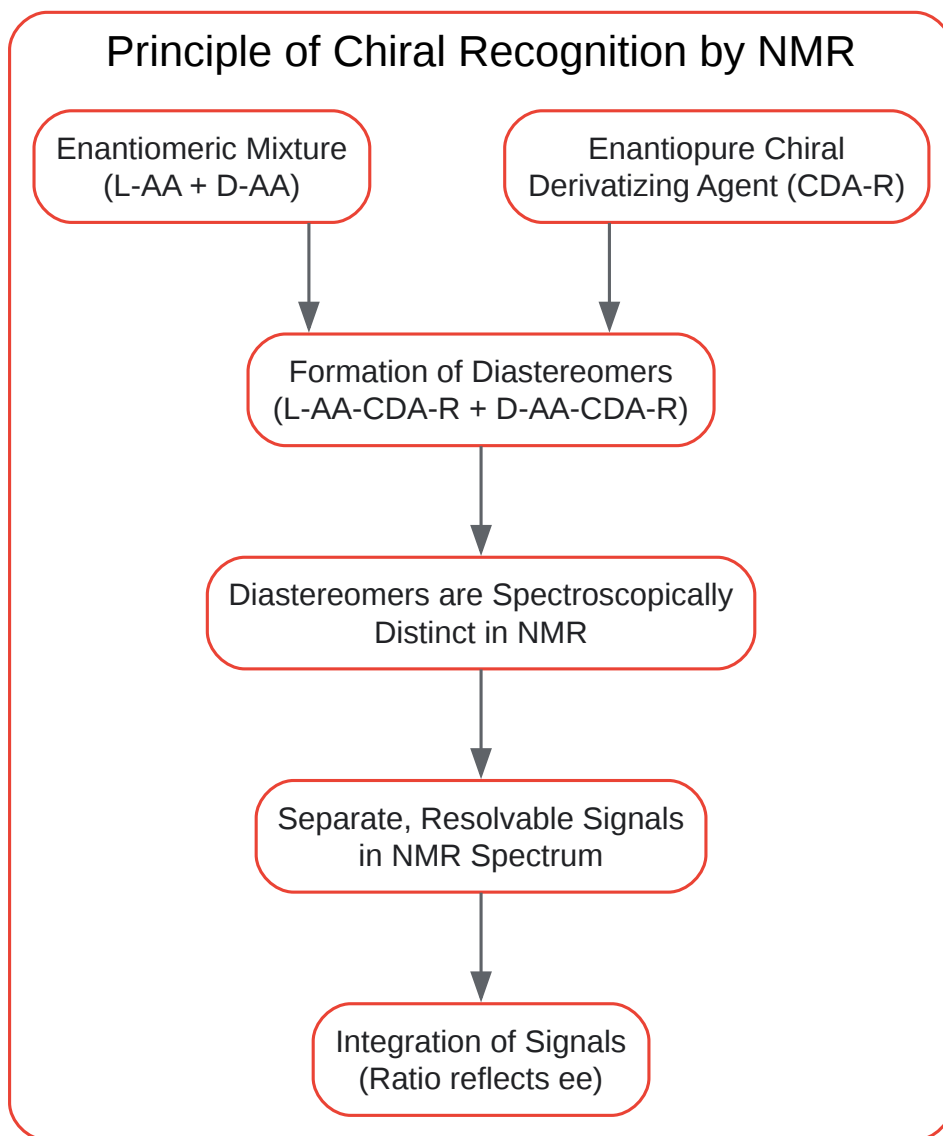 Principle of Chiral Recognition by NMR
Enantiomeric Mixture
(L-AA + D-AA)
Enantiopure Chiral
Derivatizing Agent (CDA-R)
Formation of Diastereomers
(L-AA-CDA-R + D-AA-CDA-R)
Diastereomers are Spectroscopically
Distinct in NMR
Separate, Resolvable Signals
in NMR Spectrum
Integration of Signals
(Ratio reflects ee)